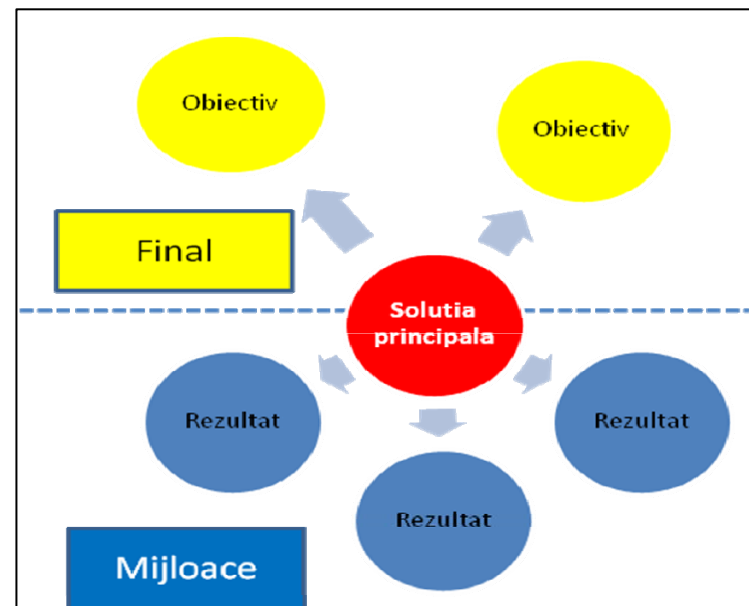 Obiectiv
Obiectiv
Final
Solutia
principala
Rezultat
Rezultat
Rezultat
Mijloace